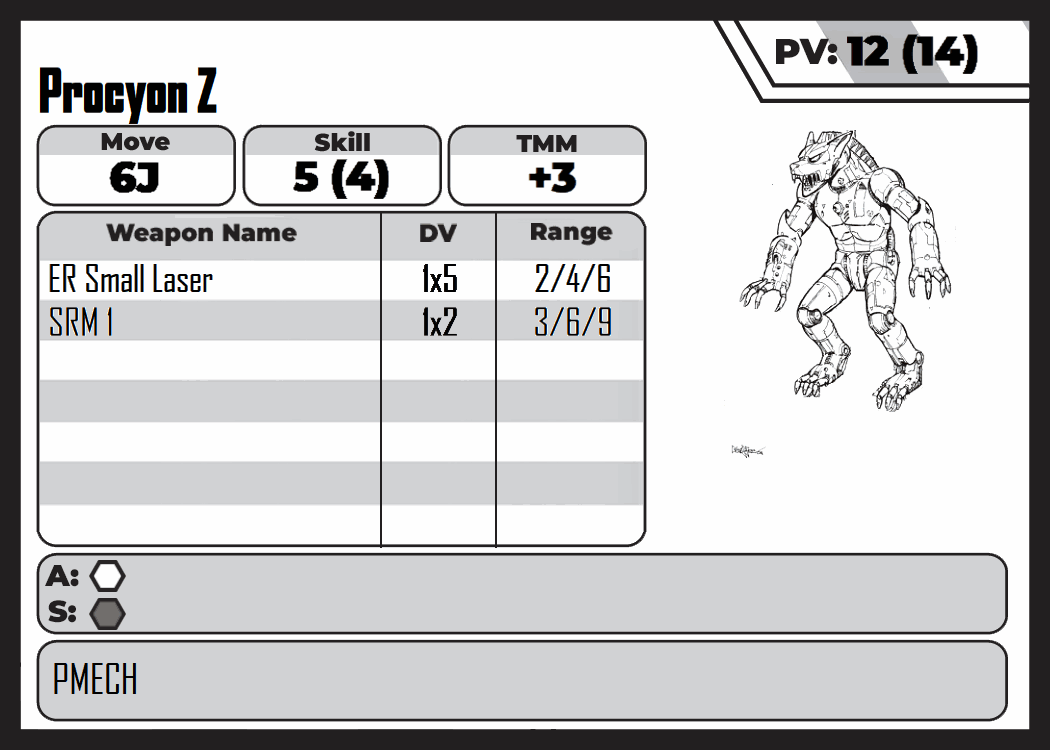 PV: 12 (14)
Procyon Z
Move Skill TMM
6J 5 (4) +3
Weapon Name DV Range
ER Small Laser 1x5 2/4/6
SRM 1 1x2 3/6/9
A:
S:
PMECH